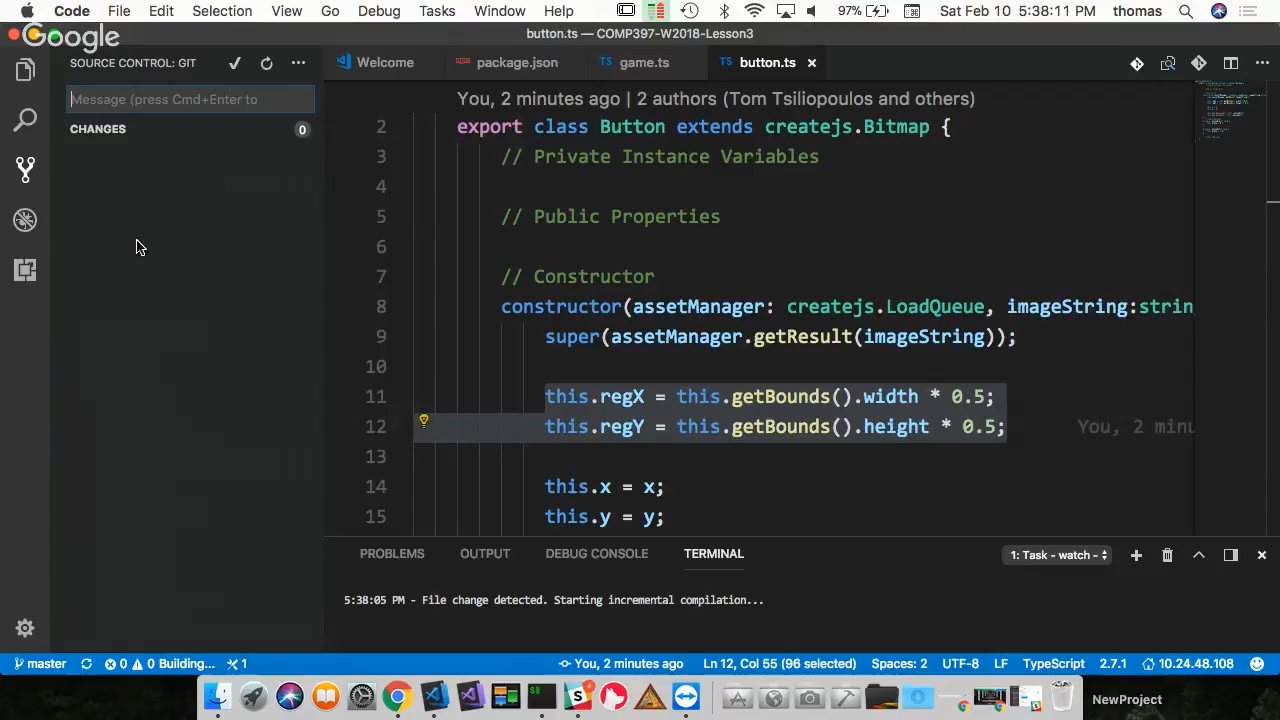 Code File Edit Selection View Go Debug Tasks Window Help 97% Sat Feb 10 5:38:11 PM thomas
Google
button.ts — COMP397-W2018-Lesson3
SOURCE CONTROL: GIT
Welcome package.json game.ts button.ts
Message (press Cmd+Enter to
CHANGES 0
You, 2 minutes ago | 2 authors (Tom Tsiliopoulos and others)
2 export class Button extends createjs.Bitmap {
3 // Private Instance Variables
4
5 // Public Properties
6
7 // Constructor
8 constructor(assetManager: createjs.LoadQueue, imageString:strin
9 super(assetManager.getResult(imageString));
10
11 this.regX = this.getBounds().width * 0.5;
12 this.regY = this.getBounds().height * 0.5; You, 2 minu
13
14 this.x = x;
15 this.y = y;
PROBLEMS OUTPUT DEBUG CONSOLE TERMINAL 1: Task - watch -
5:38:05 PM - File change detected. Starting incremental compilation...
master 0 0 Building... 1 You, 2 minutes ago Ln 12, Col 55 (96 selected) Spaces: 2 UTF-8 LF TypeScript 2.7.1 10.24.48.108
NewProject